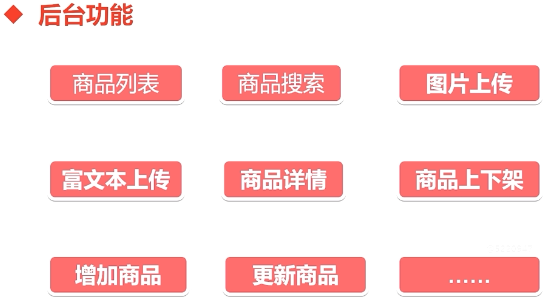 后台功能
商品列表
商品搜索
图片上传
富文本上传
商品详情
商品上下架
增加商品
更新商品
......